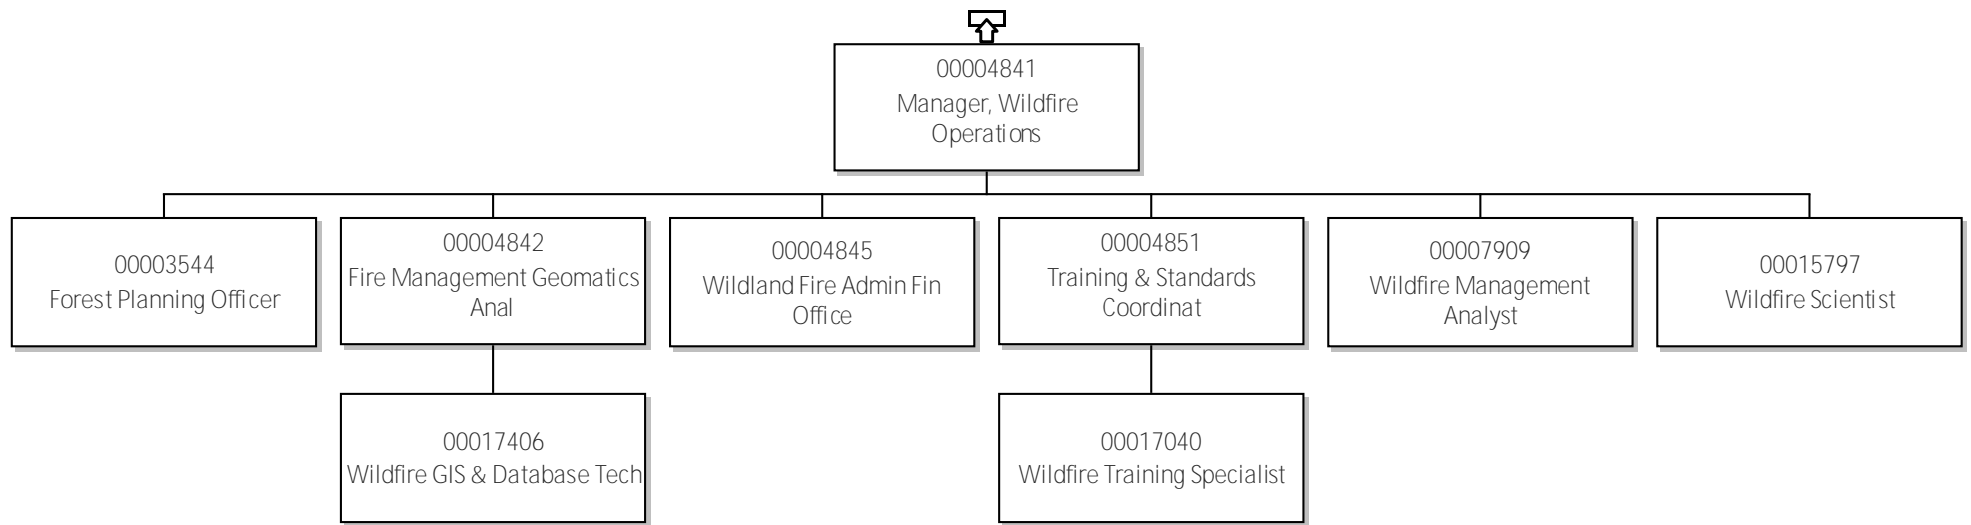 00004841
Manager, Wildfire
Operations
00003544
Forest Planning Officer
00004842
Fire Management Geomatics
Anal
00004845
Wildland Fire Admin Fin
Office
00004851
Training & Standards
Coordinat
00007909
Wildfire Management
Analyst
00015797
Wildfire Scientist
00017406
Wildfire GIS & Database Tech
00017040
Wildfire Training Specialist